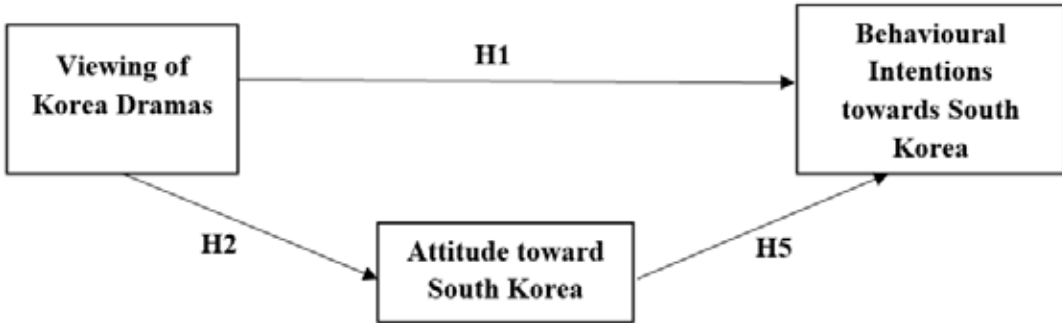 Viewing of
Korea Dramas
H1
Behavioural
Intentions
towards South
Korea
H2
Attitude toward
South Korea
H5